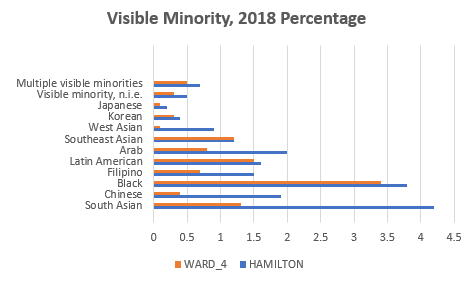 Visible Minority, 2018 Percentage
Multiple visible minorities
Visible minority, n.i.e.
Japanese
Korean
West Asian
Southeast Asian
Arab
Latin American
Filipino
Black
Chinese
South Asian
0 0.5 1 1.5 2 2.5 3 3.5 4 4.5
WARD_4 HAMILTON